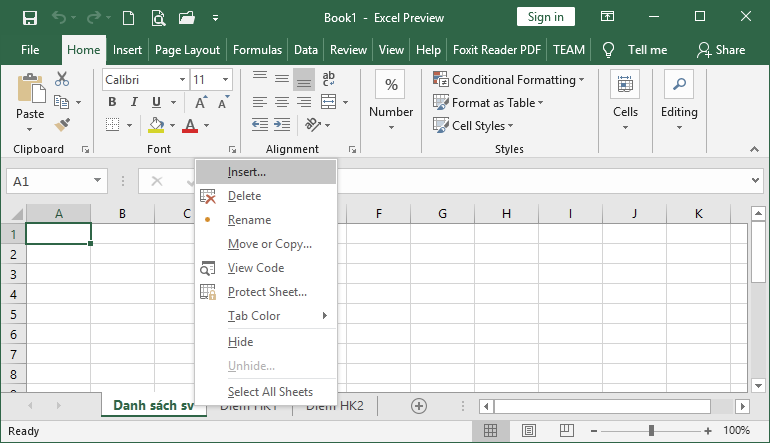 Book1 - Excel Preview
Sign in
File Home Insert Page Layout Formulas Data Review View Help Foxit Reader PDF TEAM Tell me Share
Paste
Clipboard
Calibri 11
B I U A A
A
Font
ab
c
Alignment
%
Number
Conditional Formatting
Format as Table
Cell Styles
Styles
Cells
Editing
A1
Insert...
Delete
Rename
Move or Copy...
View Code
Protect Sheet...
Tab Color
Hide
Unhide...
Select All Sheets
A B C F G H I J K
1
2
3
4
5
6
7
8
Danh sách sv Điểm HK1 Điểm HK2
Ready
100%